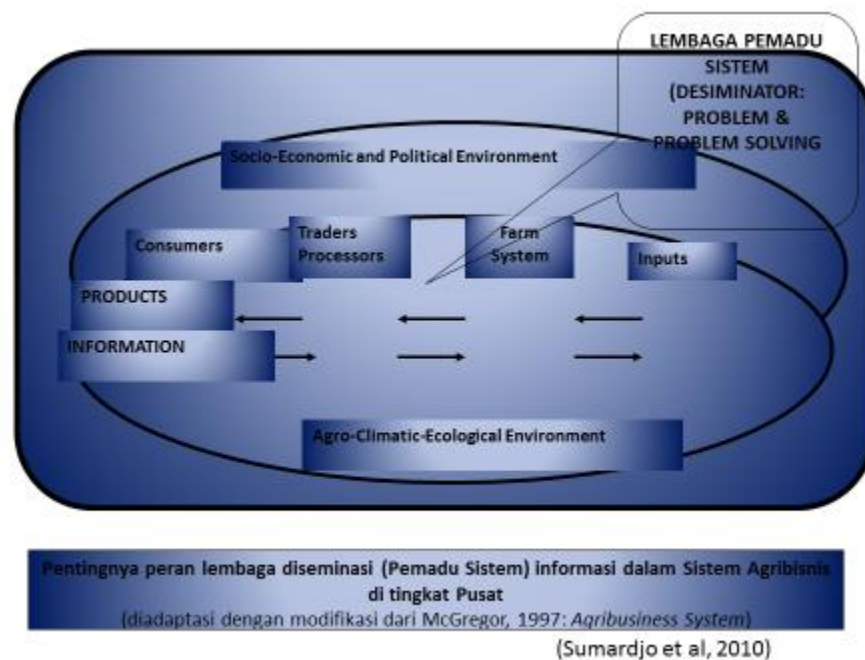 LEMBAGA PEMADU
SISTEM
(DESIMINATOR:
PROBLEM &
PROBLEM SOLVING
Socio-Economic and Political Environment
Consumers
Traders
Processors
Farm
System
Inputs
PRODUCTS
INFORMATION
Agro-Climatic-Ecological Environment
Pentingnya peran lembaga diseminasi (Pemadu Sistem) informasi dalam Sistem Agribisnis
di tingkat Pusat
(diadaptasi dengan modifikasi dari McGregor, 1997: Agribusiness System)
(Sumardjo et al, 2010)